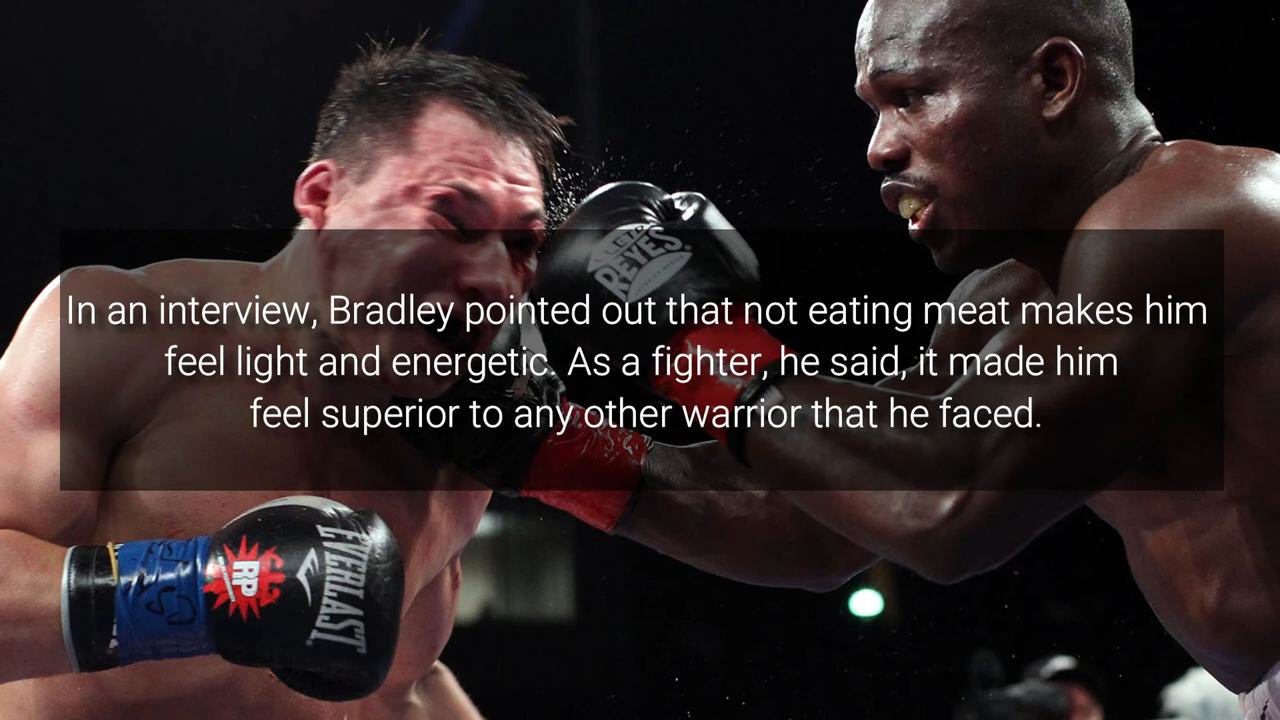 In an interview, Bradley pointed out that not eating meat makes him
feel light and energetic. As a fighter, he said, it made him
feel superior to any other warrior that he faced.
REYES
EVERLAST
RP